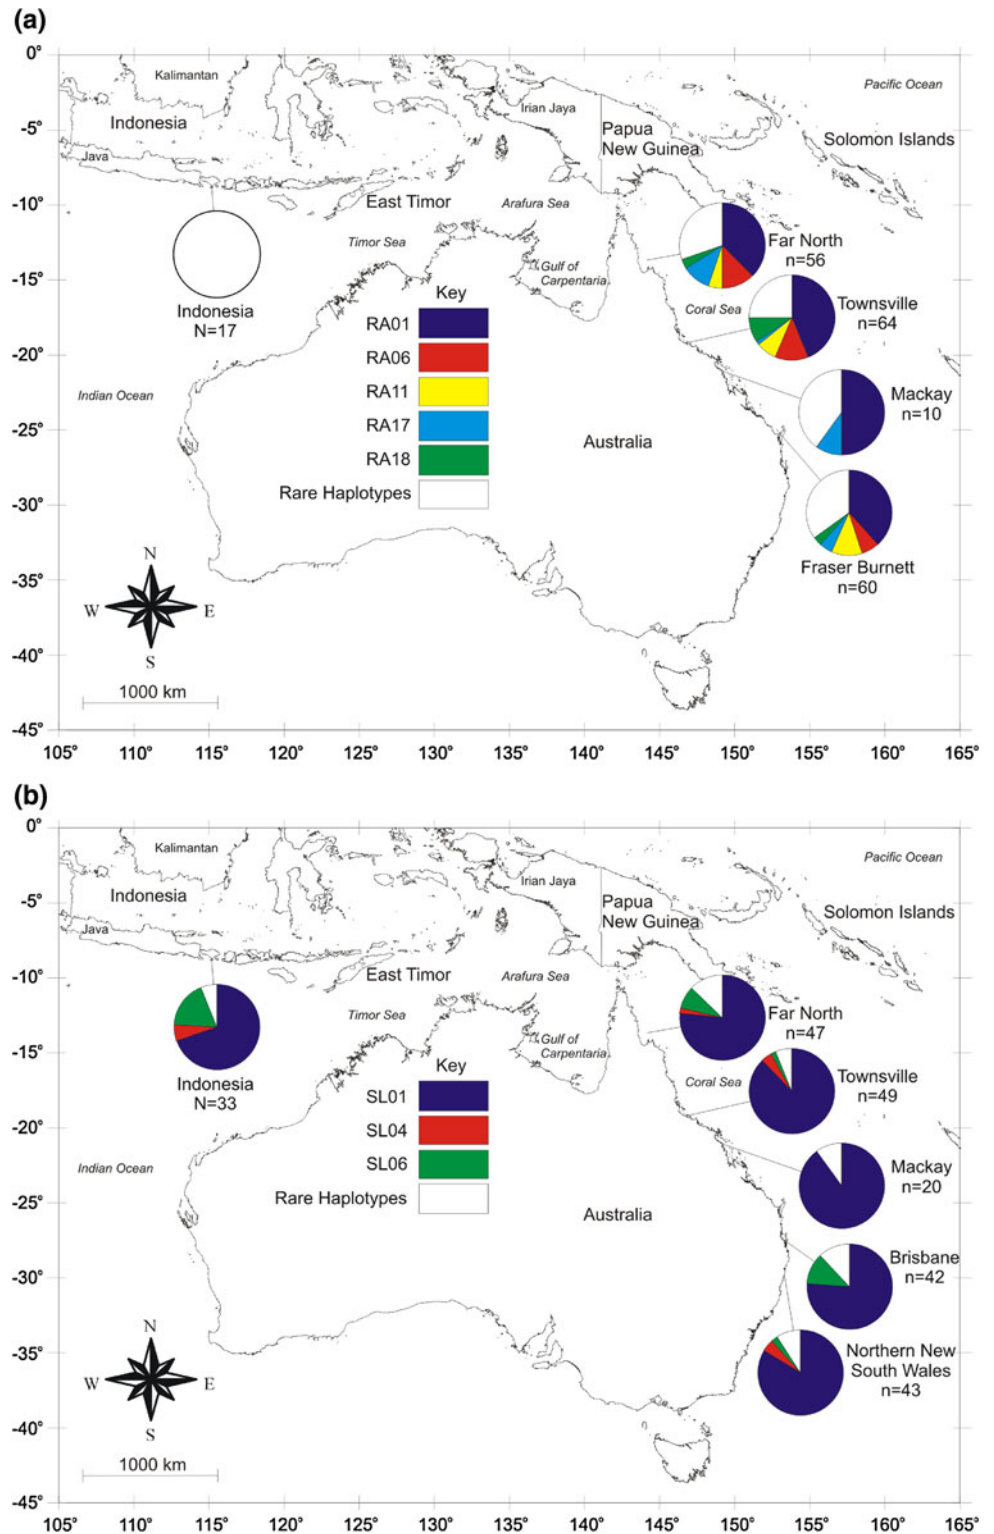 (a)
0°
-5°
-10°
-15°
-20°
-25°
-30°
-35°
-40°
-45°
105°
110°
115°
120°
125°
130°
135°
140°
145°
150°
155°
160°
165°
Kalimantan
Indonesia
Java
Irian Jaya
Papua
New Guinea
Pacific Ocean
Solomon Islands
East Timor
Arafura Sea
Timor Sea
Gulf of
Carpentaria
Coral Sea
Indian Ocean
Australia
Indonesia
N=17
Far North
n=56
Townsville
n=64
Mackay
n=10
Fraser Burnett
n=60
Key
RA01
RA06
RA11
RA17
RA18
Rare Haplotypes
N
W
E
S
1000 km
(b)
0°
-5°
-10°
-15°
-20°
-25°
-30°
-35°
-40°
-45°
105°
110°
115°
120°
125°
130°
135°
140°
145°
150°
155°
160°
165°
Kalimantan
Indonesia
Java
Irian Jaya
Papua
New Guinea
Pacific Ocean
Solomon Islands
East Timor
Arafura Sea
Timor Sea
Gulf of
Carpentaria
Coral Sea
Indian Ocean
Australia
Indonesia
N=33
Far North
n=47
Townsville
n=49
Mackay
n=20
Brisbane
n=42
Northern New
South Wales
n=43
Key
SL01
SL04
SL06
Rare Haplotypes
N
W
E
S
1000 km